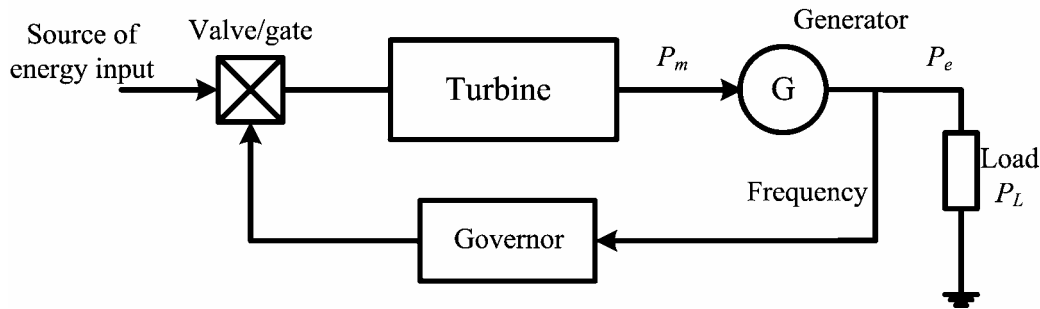 Source of
energy input
Valve/gate
Turbine
P_m
Generator
G
P_e
Load
P_L
Frequency
Governor